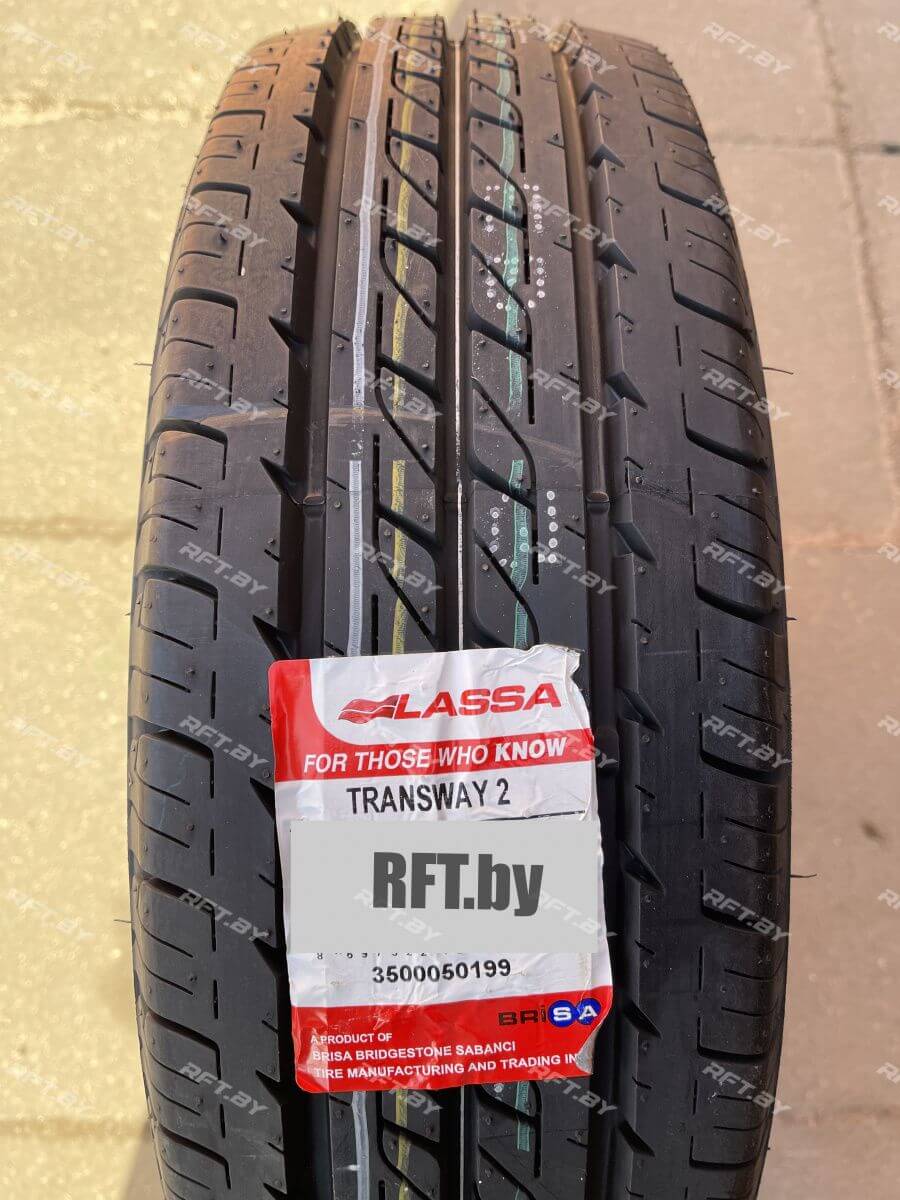 LASSA
FOR THOSE WHO KNOW
TRANSWAY 2
RFT.by
3500050199
BRiSA
A PRODUCT OF
BRISA BRIDGESTONE SABANCI
TIRE MANUFACTURING AND TRADING IN